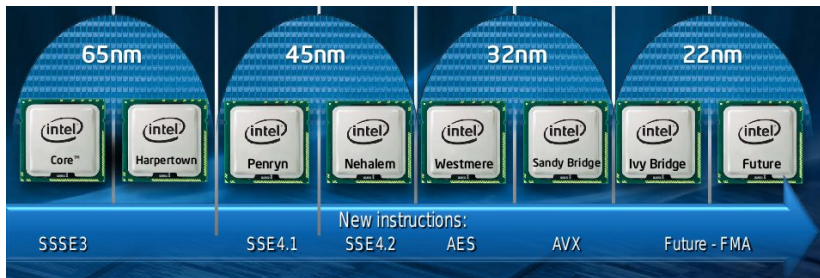 65nm 45nm 32nm 22nm
intel intel intel intel intel intel intel intel
Core™ Harpertown Penryn Nehalem Westmere Sandy Bridge Ivy Bridge Future
New instructions:
SSSE3 SSE4.1 SSE4.2 AES AVX Future - FMA